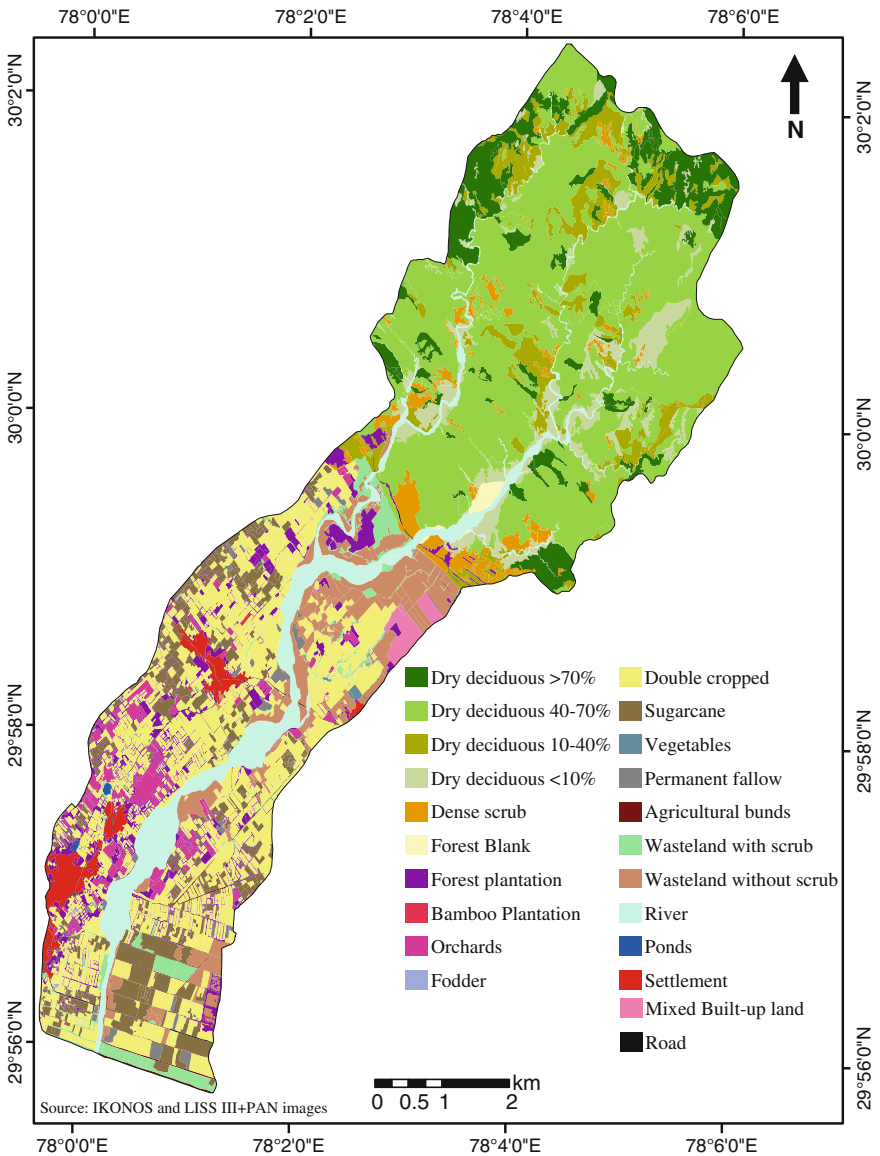 78°0'0"E 78°2'0"E 78°4'0"E 78°6'0"E
30°2'0"N
30°2'0"N
N
30°0'0"N
30°0'0"N
29°58'0"N
29°58'0"N
29°56'0"N
29°56'0"N
Dry deciduous >70%
Dry deciduous 40-70%
Dry deciduous 10-40%
Dry deciduous <10%
Dense scrub
Forest Blank
Forest plantation
Bamboo Plantation
Orchards
Fodder
Double cropped
Sugarcane
Vegetables
Permanent fallow
Agricultural bunds
Wasteland with scrub
Wasteland without scrub
River
Ponds
Settlement
Mixed Built-up land
Road
km
0 0.5 1 2
Source: IKONOS and LISS III+PAN images
78°0'0"E 78°2'0"E 78°4'0"E 78°6'0"E